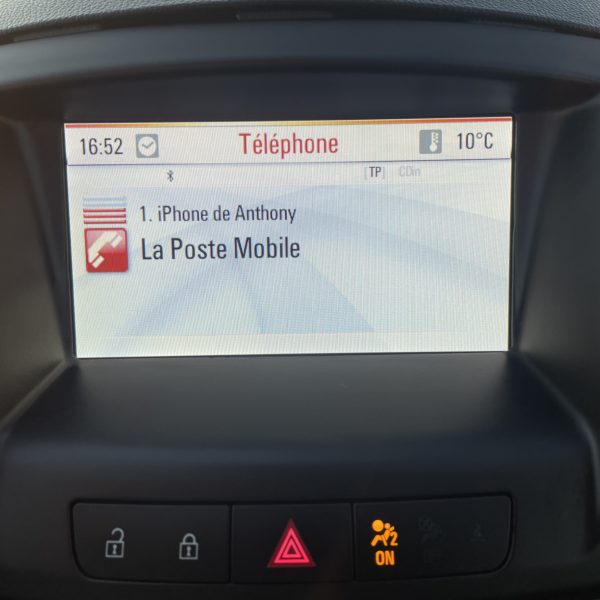 16:52 Téléphone 10°C
[TP] CDin
1. iPhone de Anthony
La Poste Mobile
2
ON